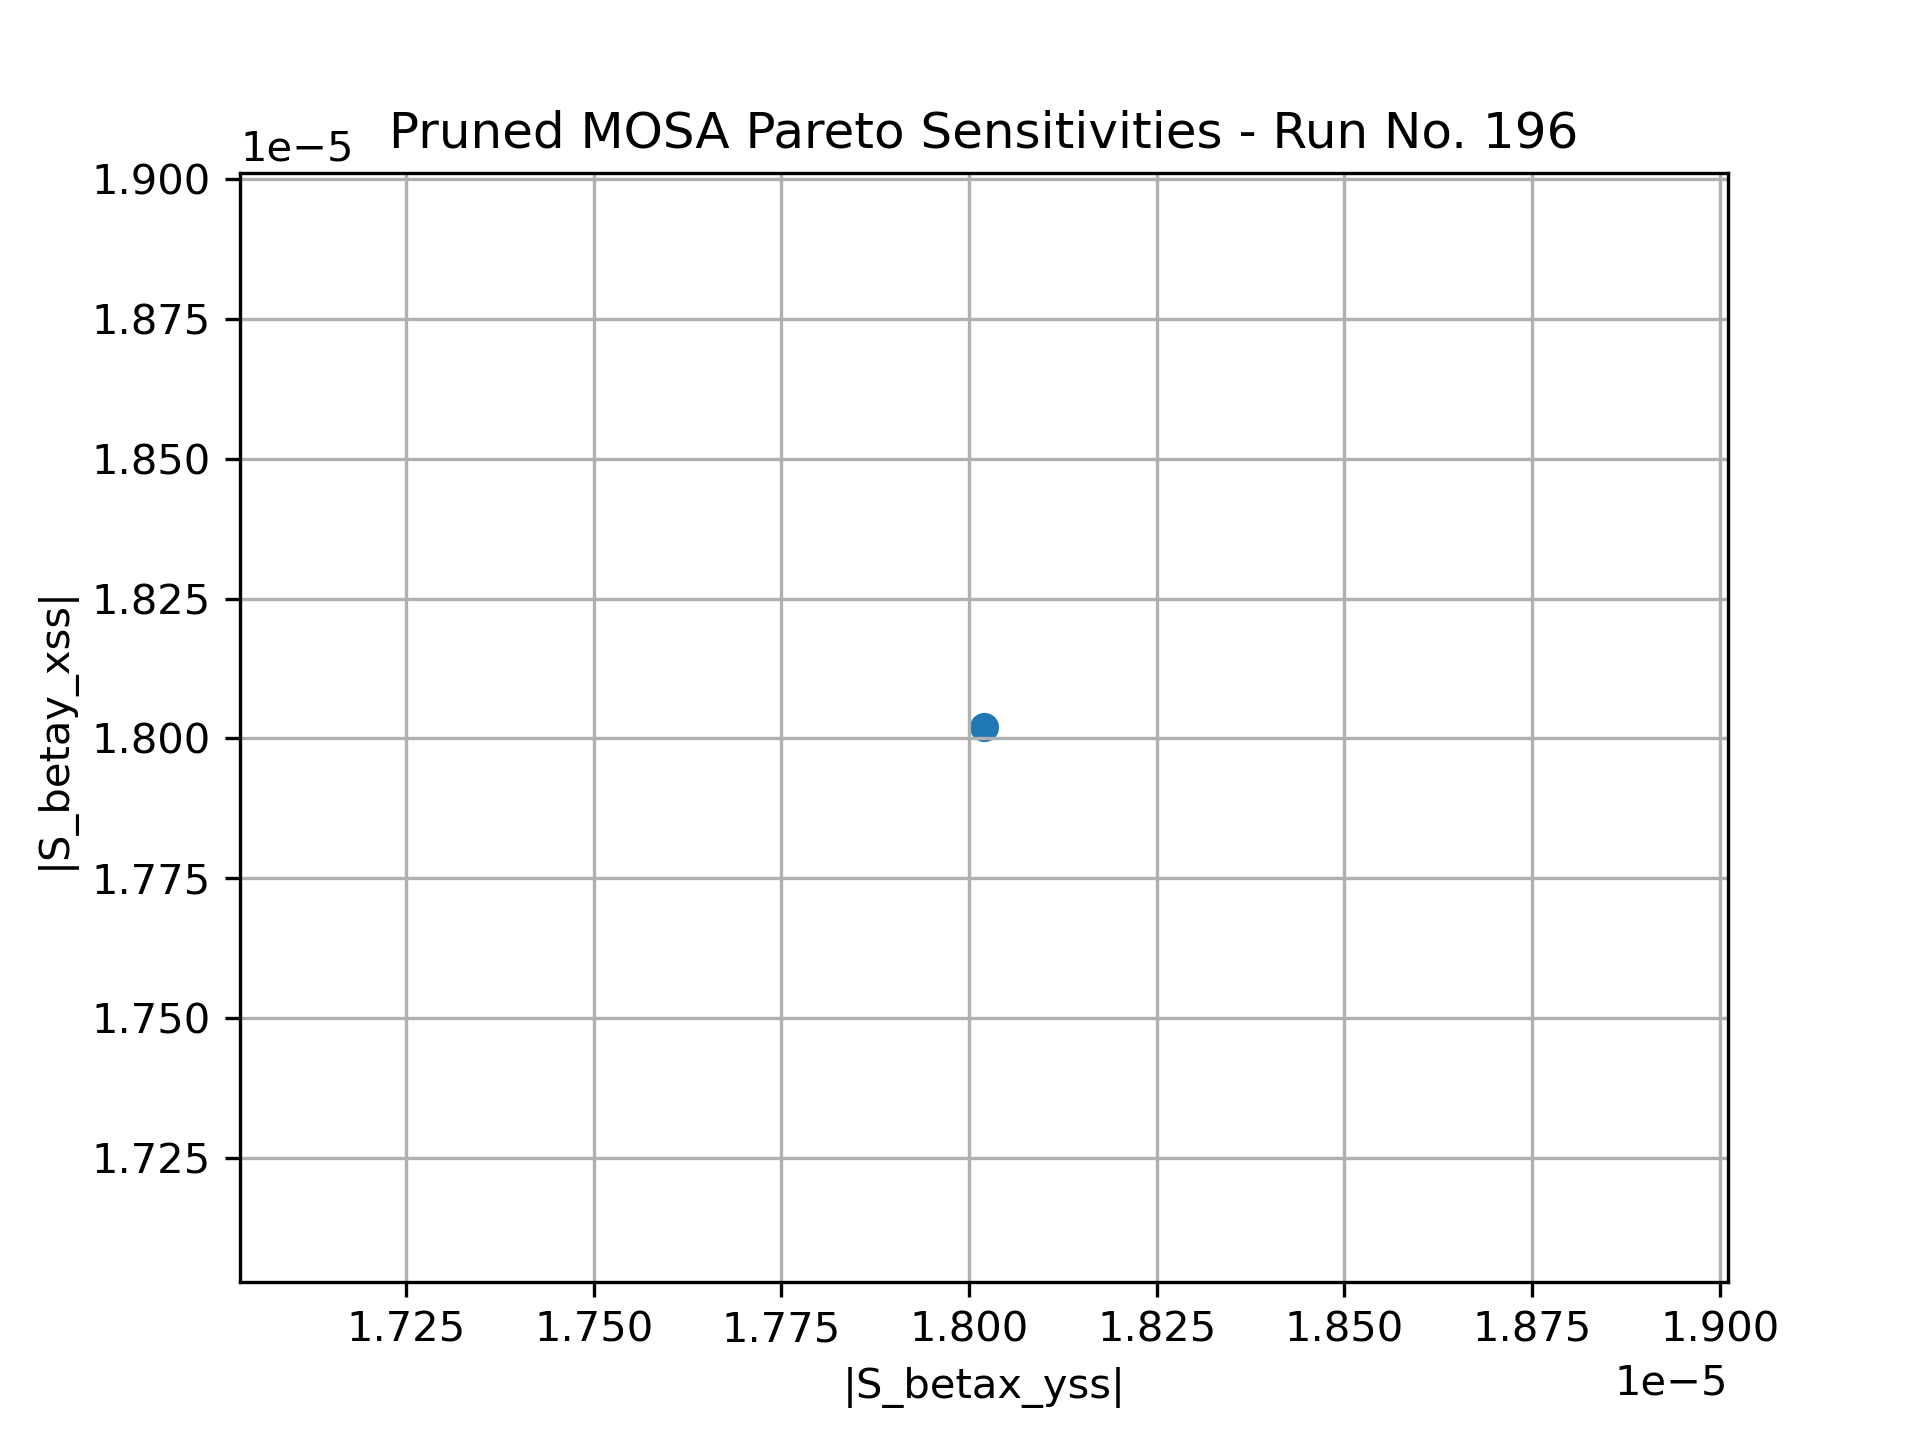 Pruned MOSA Pareto Sensitivities - Run No. 196
1e−5
1.900
1.875
1.850
1.825
1.800
1.775
1.750
1.725
|S_betay_xss|
1.725 1.750 1.775 1.800 1.825 1.850 1.875 1.900
|S_betax_yss|
1e−5